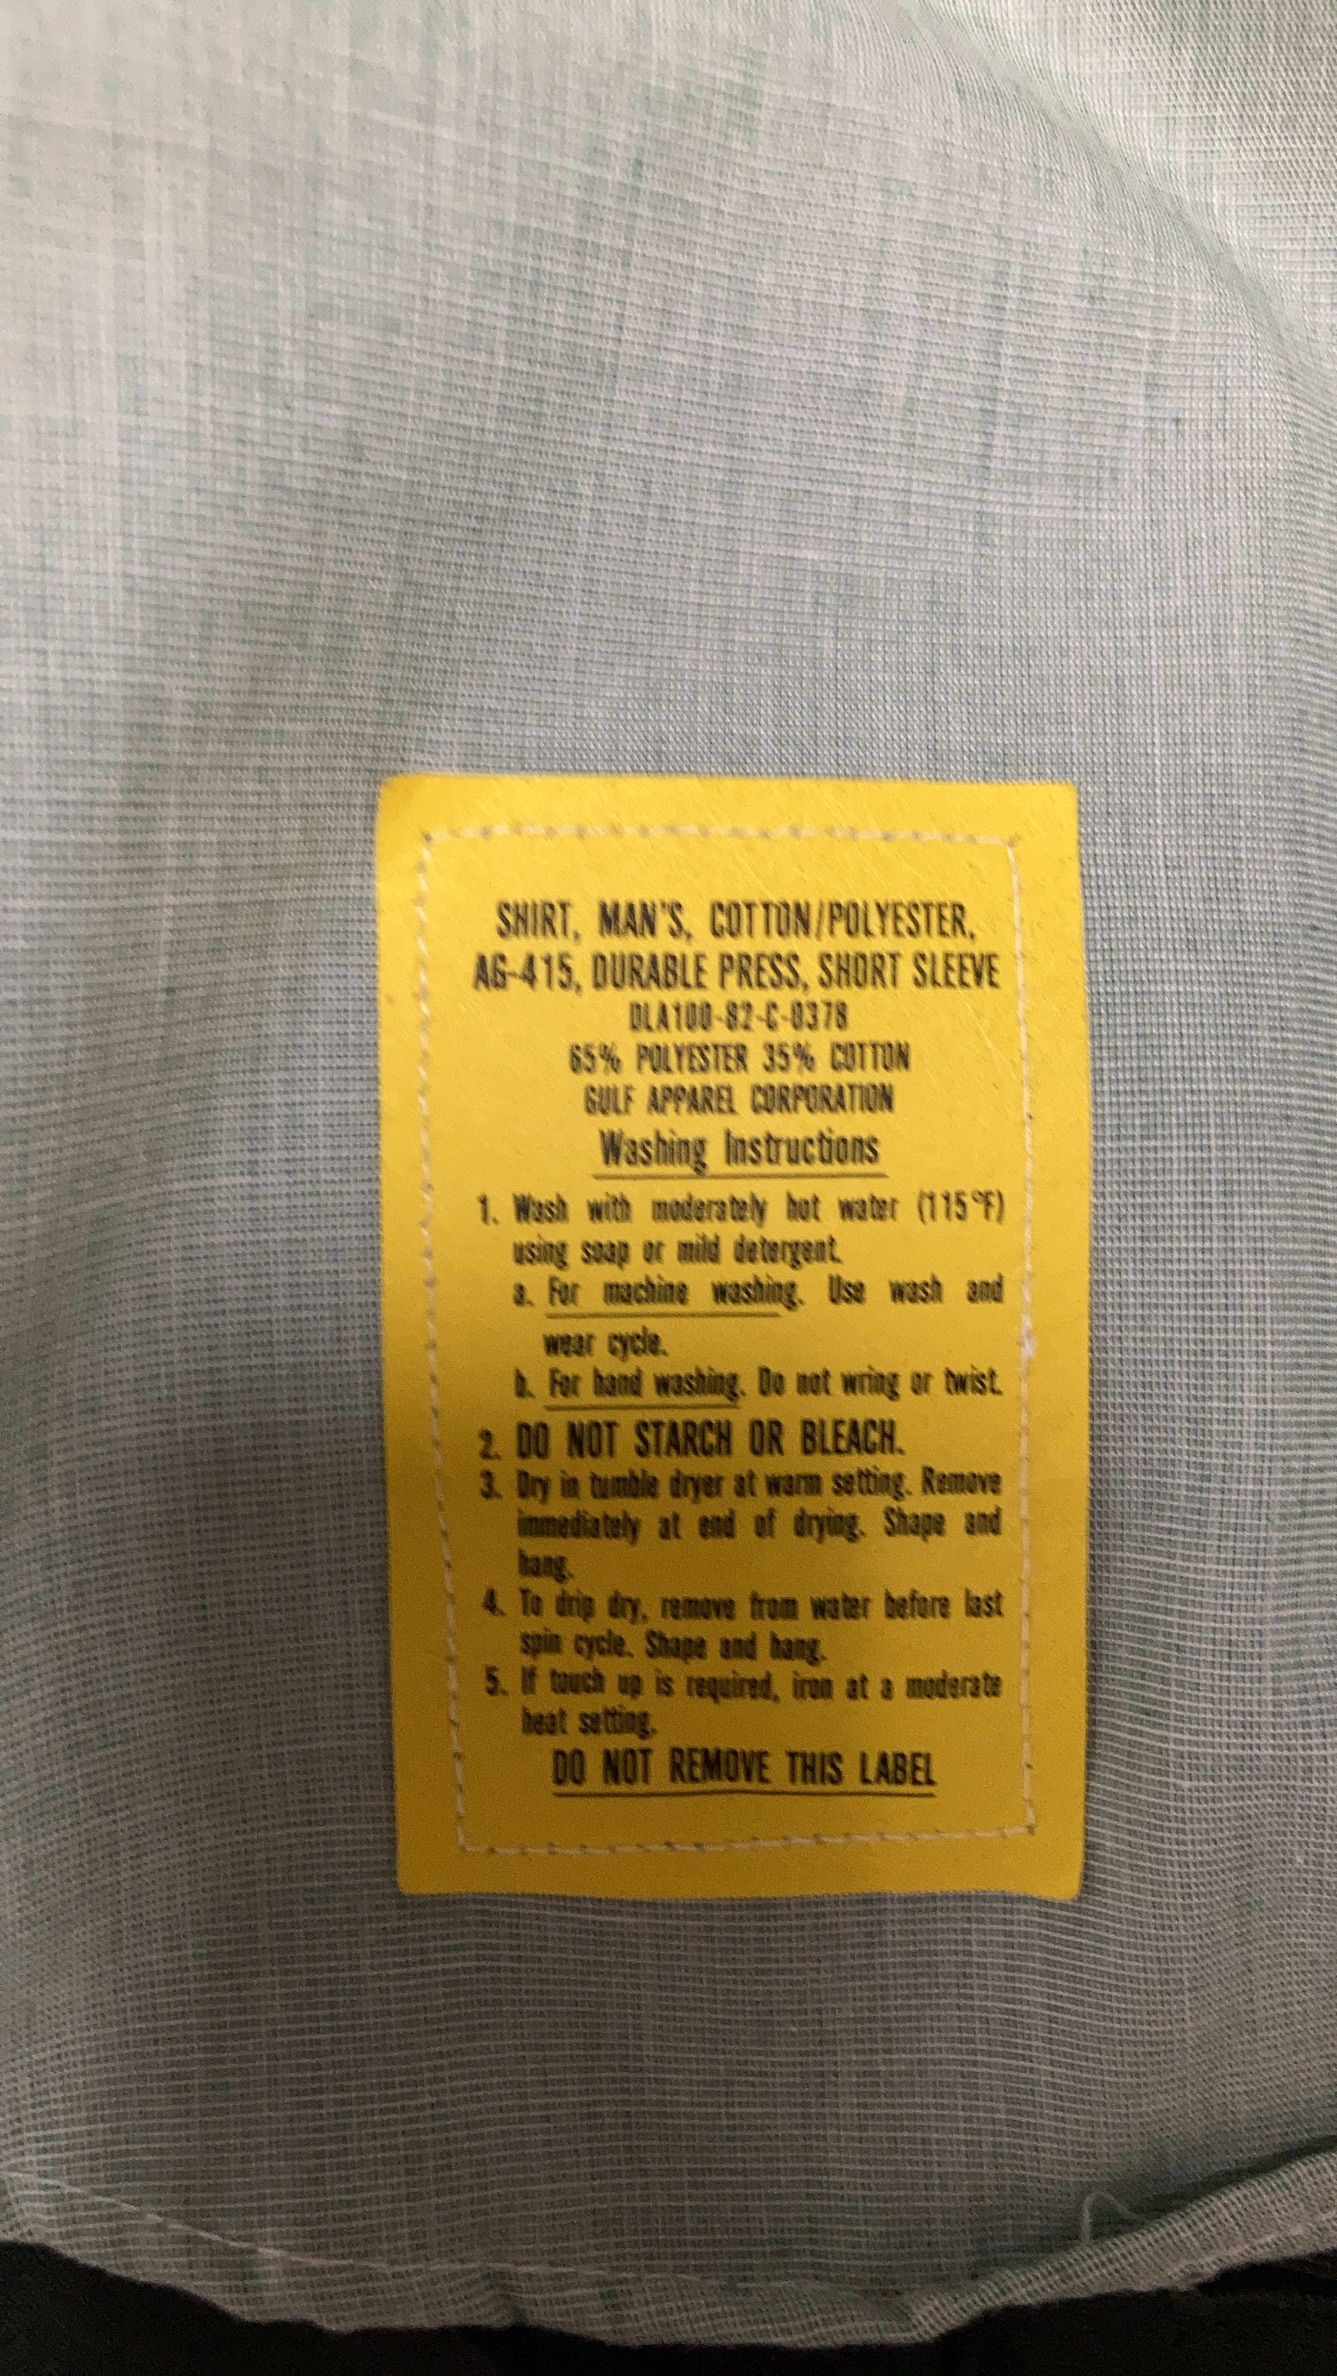 SHIRT, MAN'S, COTTON/POLYESTER,
AG-415, DURABLE PRESS, SHORT SLEEVE
DLA100-82-C-0378
65% POLYESTER 35% COTTON
GULF APPAREL CORPORATION
Washing Instructions
1. Wash with moderately hot water (115°F)
using soap or mild detergent.
a. For machine washing. Use wash and
wear cycle.
b. For hand washing. Do not wring or twist.
2. DO NOT STARCH OR BLEACH.
3. Dry in tumble dryer at warm setting. Remove
immediately at end of drying. Shape and
hang.
4. To drip dry, remove from water before last
spin cycle. Shape and hang.
5. If touch up is required, iron at a moderate
heat setting.
DO NOT REMOVE THIS LABEL